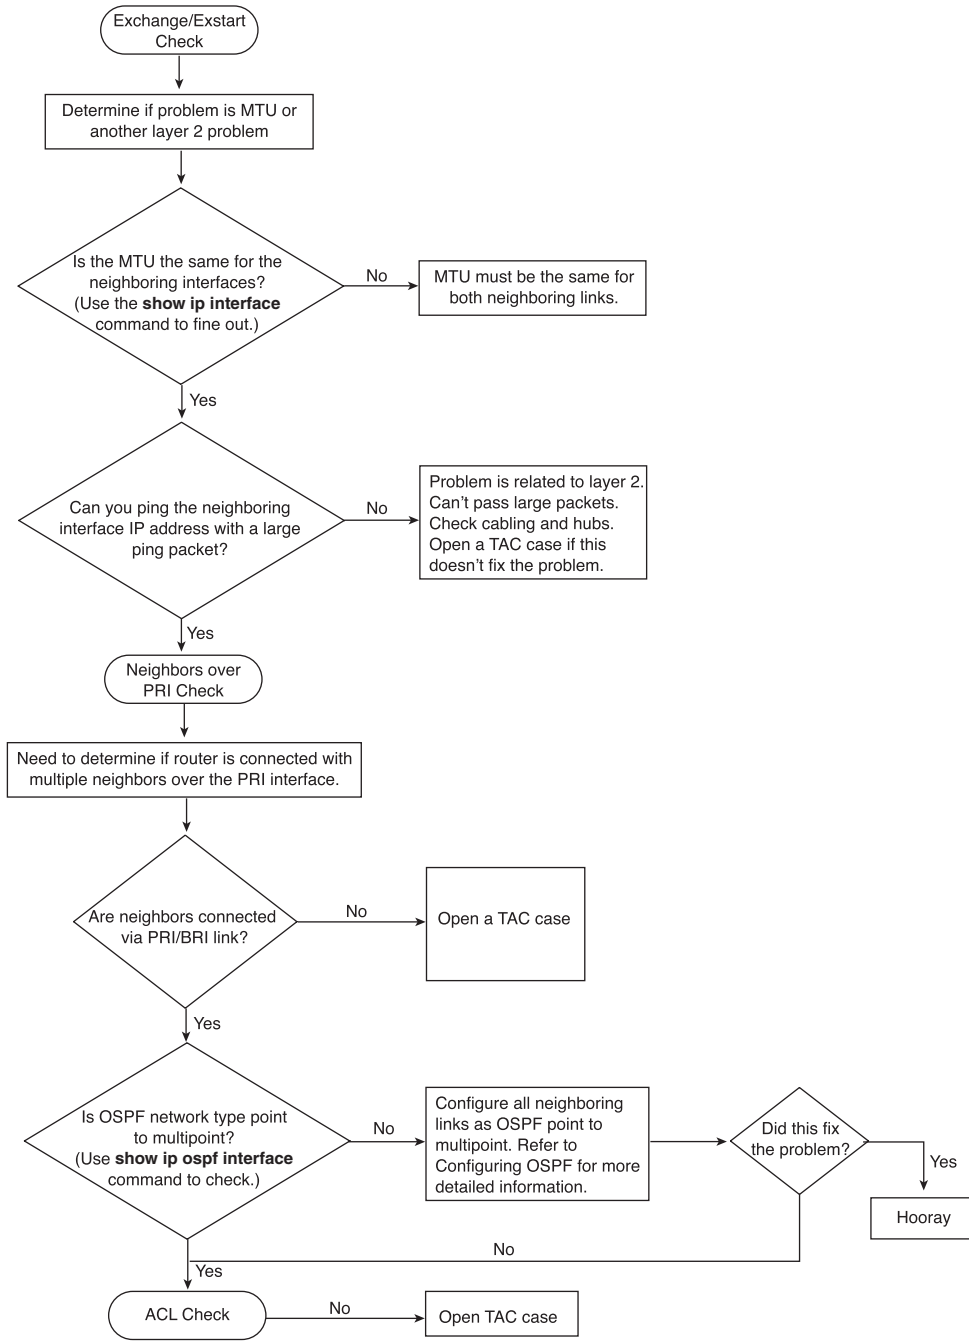 Exchange/Exstart
Check
Determine if problem is MTU or
another layer 2 problem
Is the MTU the same for the
neighboring interfaces?
(Use the show ip interface
command to fine out.)
No
MTU must be the same for
both neighboring links.
Yes
Can you ping the neighboring
interface IP address with a large
ping packet?
No
Problem is related to layer 2.
Can't pass large packets.
Check cabling and hubs.
Open a TAC case if this
doesn't fix the problem.
Yes
Neighbors over
PRI Check
Need to determine if router is connected with
multiple neighbors over the PRI interface.
Are neighbors connected
via PRI/BRI link?
No
Open a TAC case
Yes
Is OSPF network type point
to multipoint?
(Use show ip ospf interface
command to check.)
No
Configure all neighboring
links as OSPF point to
multipoint. Refer to
Configuring OSPF for more
detailed information.
Did this fix
the problem?
Yes
Hooray
No
Yes
ACL Check
No
Open TAC case